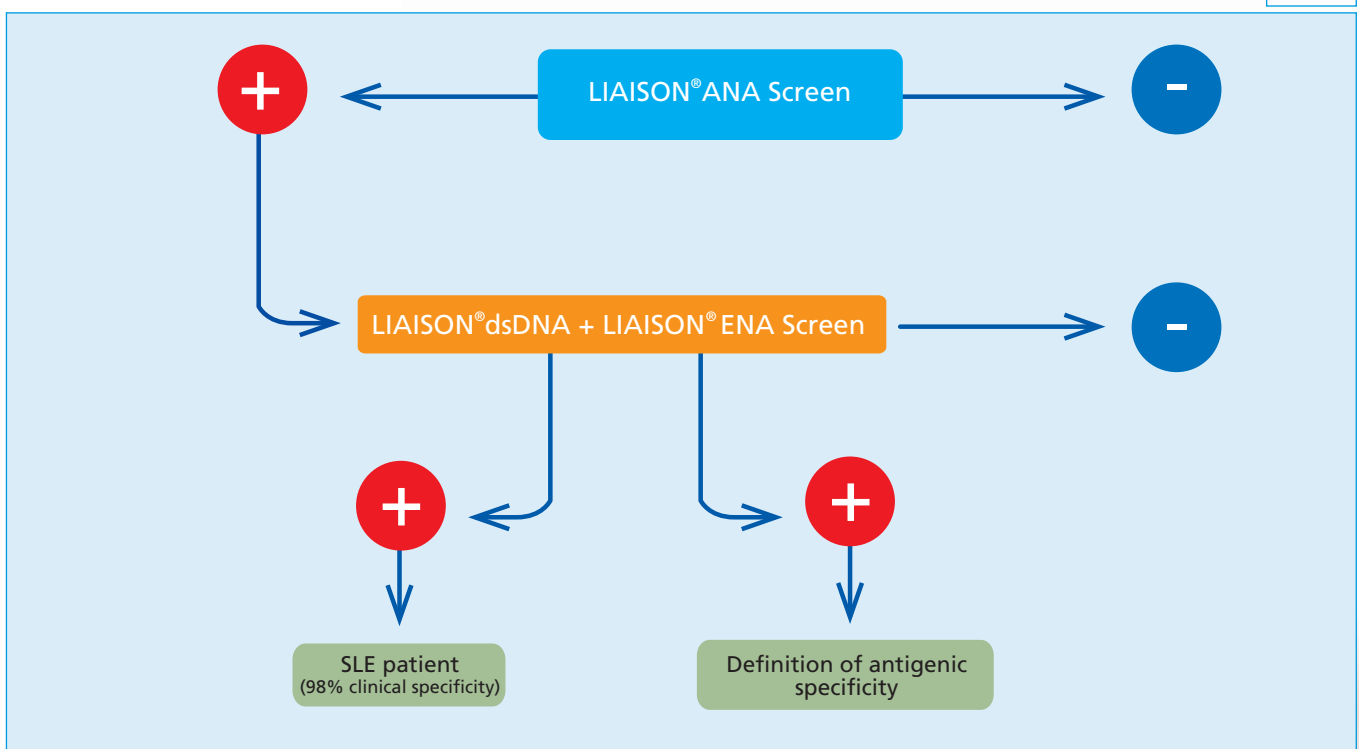 +
LIAISON®ANA Screen
-
LIAISON®dsDNA + LIAISON® ENA Screen
-
+
+
SLE patient
(98% clinical specificity)
Definition of antigenic
specificity